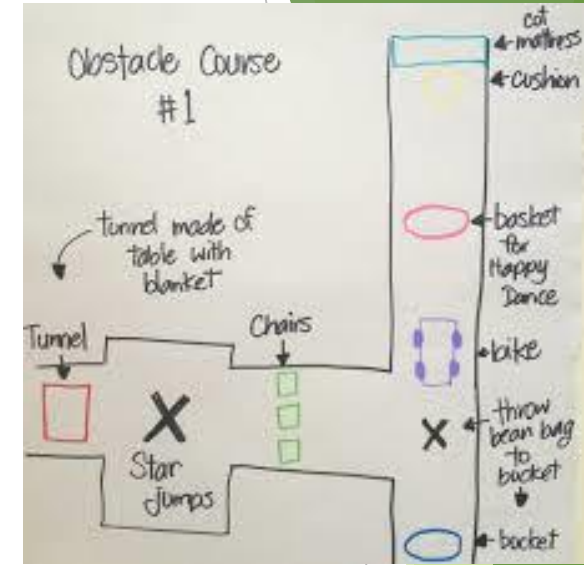 Obstacle Course
#1
cot
mattress
cushion
tunnel made of
table with
blanket
basket
for
Happy
Dance
Tunnel
Chairs
bike
throw
bean bag
to
bucket
Star
Jumps
bucket